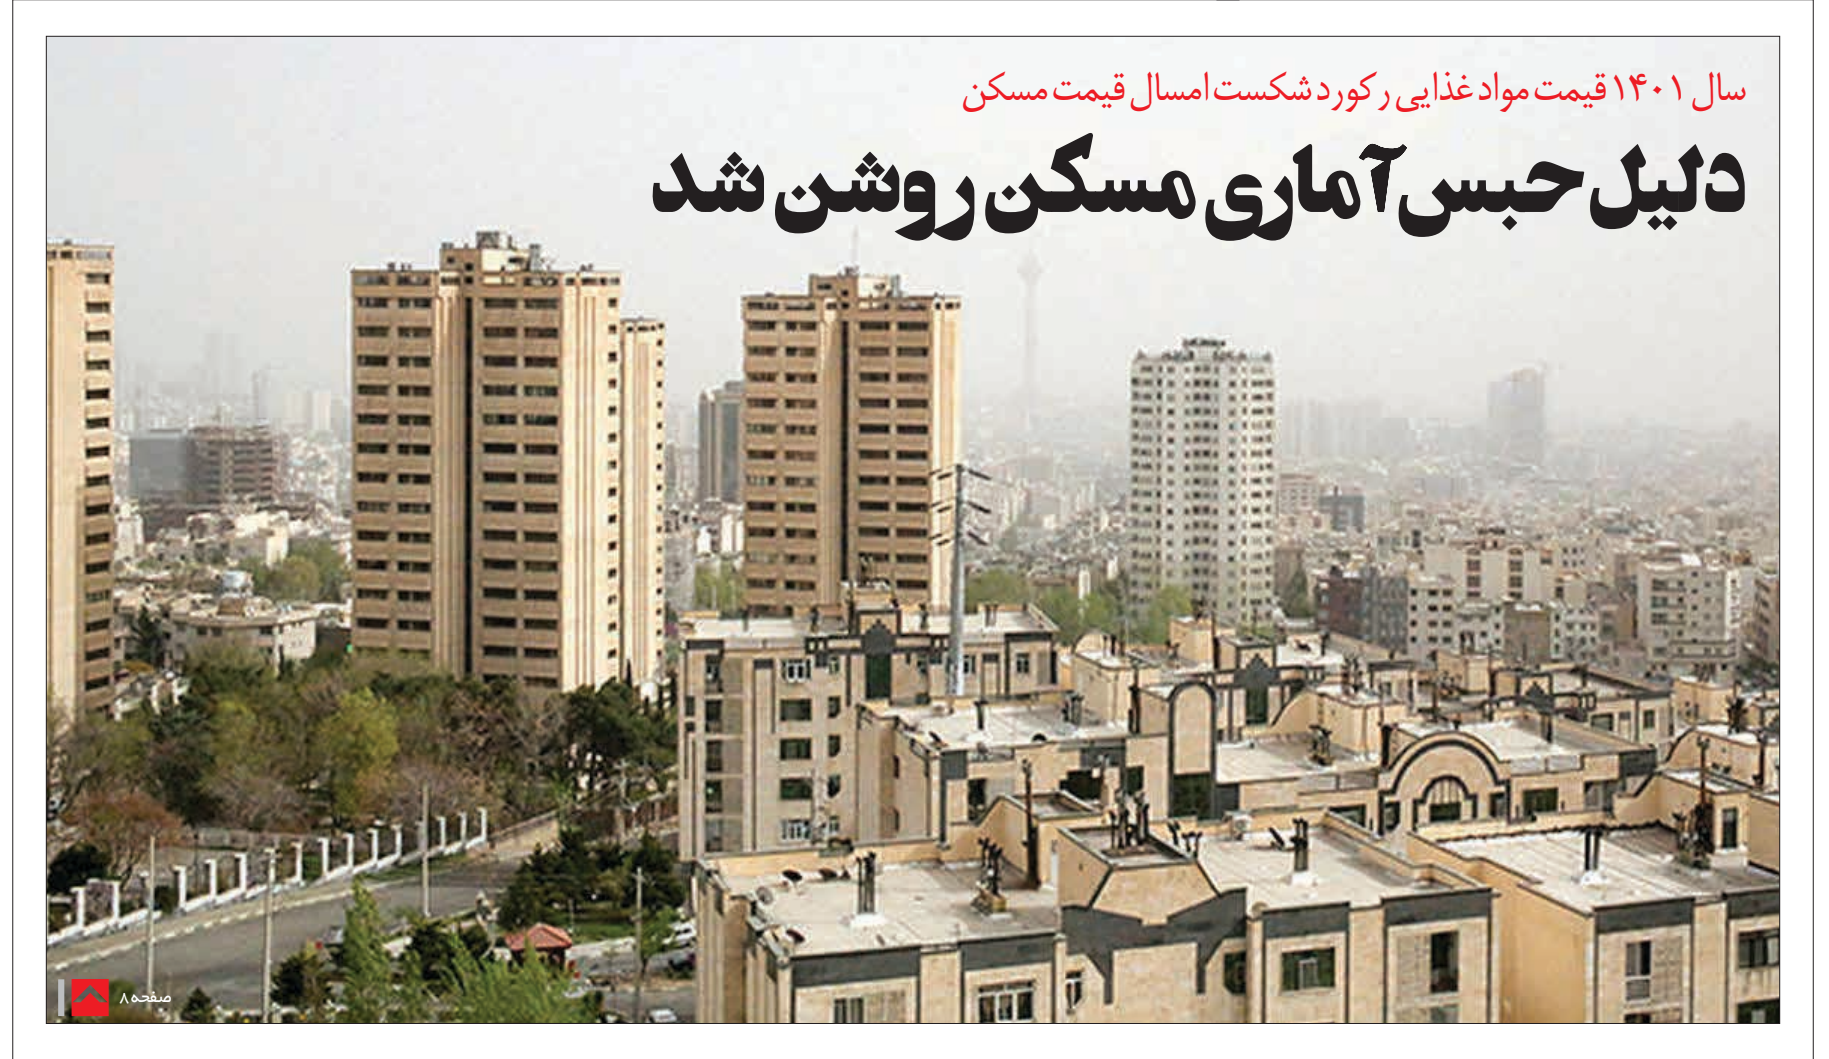 سال ۱۴۰۱ قیمت مواد غذایی رکورد شکست امسال قیمت مسکن
دلیل حبس آماری مسکن روشن شد
صفحه ۸